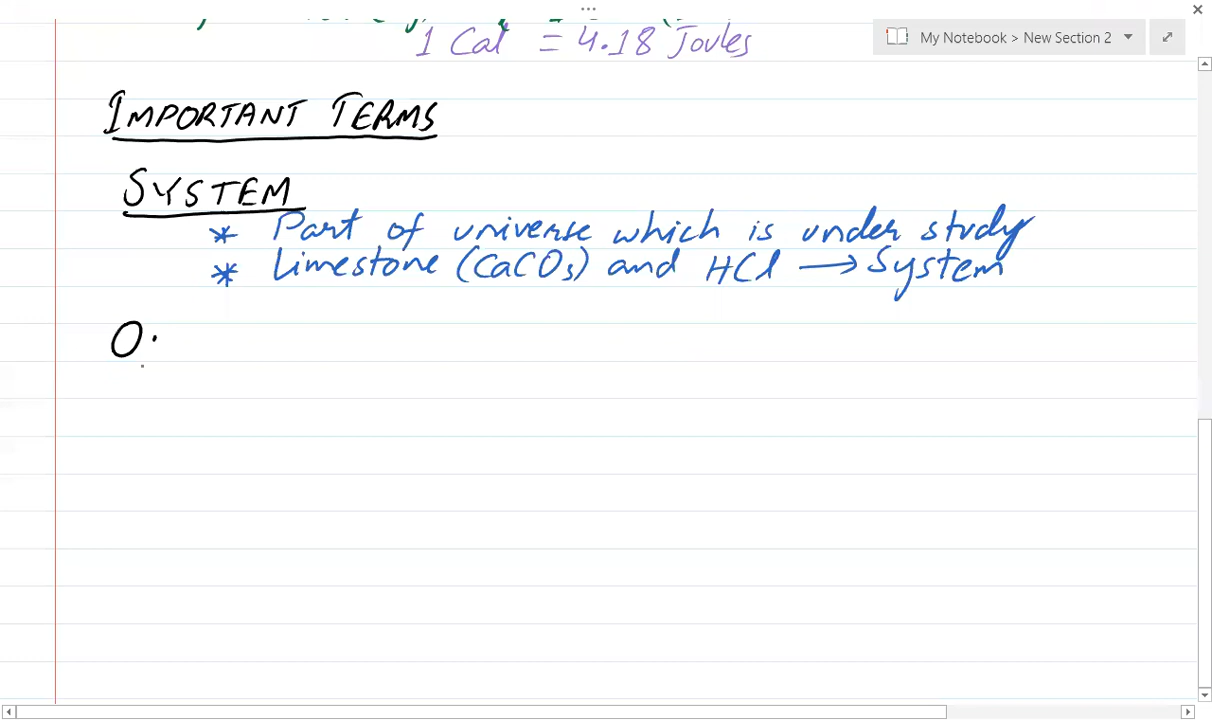 1 Cal = 4.18 Joules
My Notebook > New Section 2
IMPORTANT TERMS
SYSTEM
* Part of universe which is under study
* Limestone (CaCO3) and HCl → System
O.